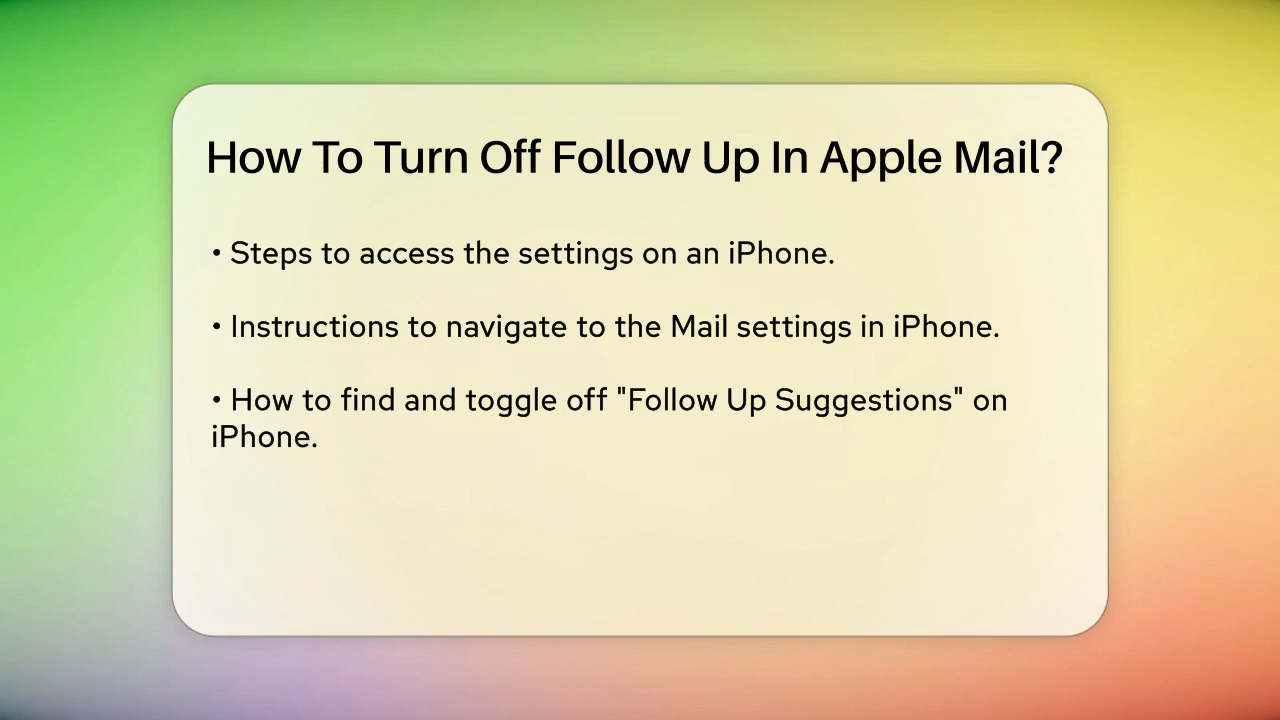 How To Turn Off Follow Up In Apple Mail?
• Steps to access the settings on an iPhone.
• Instructions to navigate to the Mail settings in iPhone.
• How to find and toggle off "Follow Up Suggestions" on
iPhone.